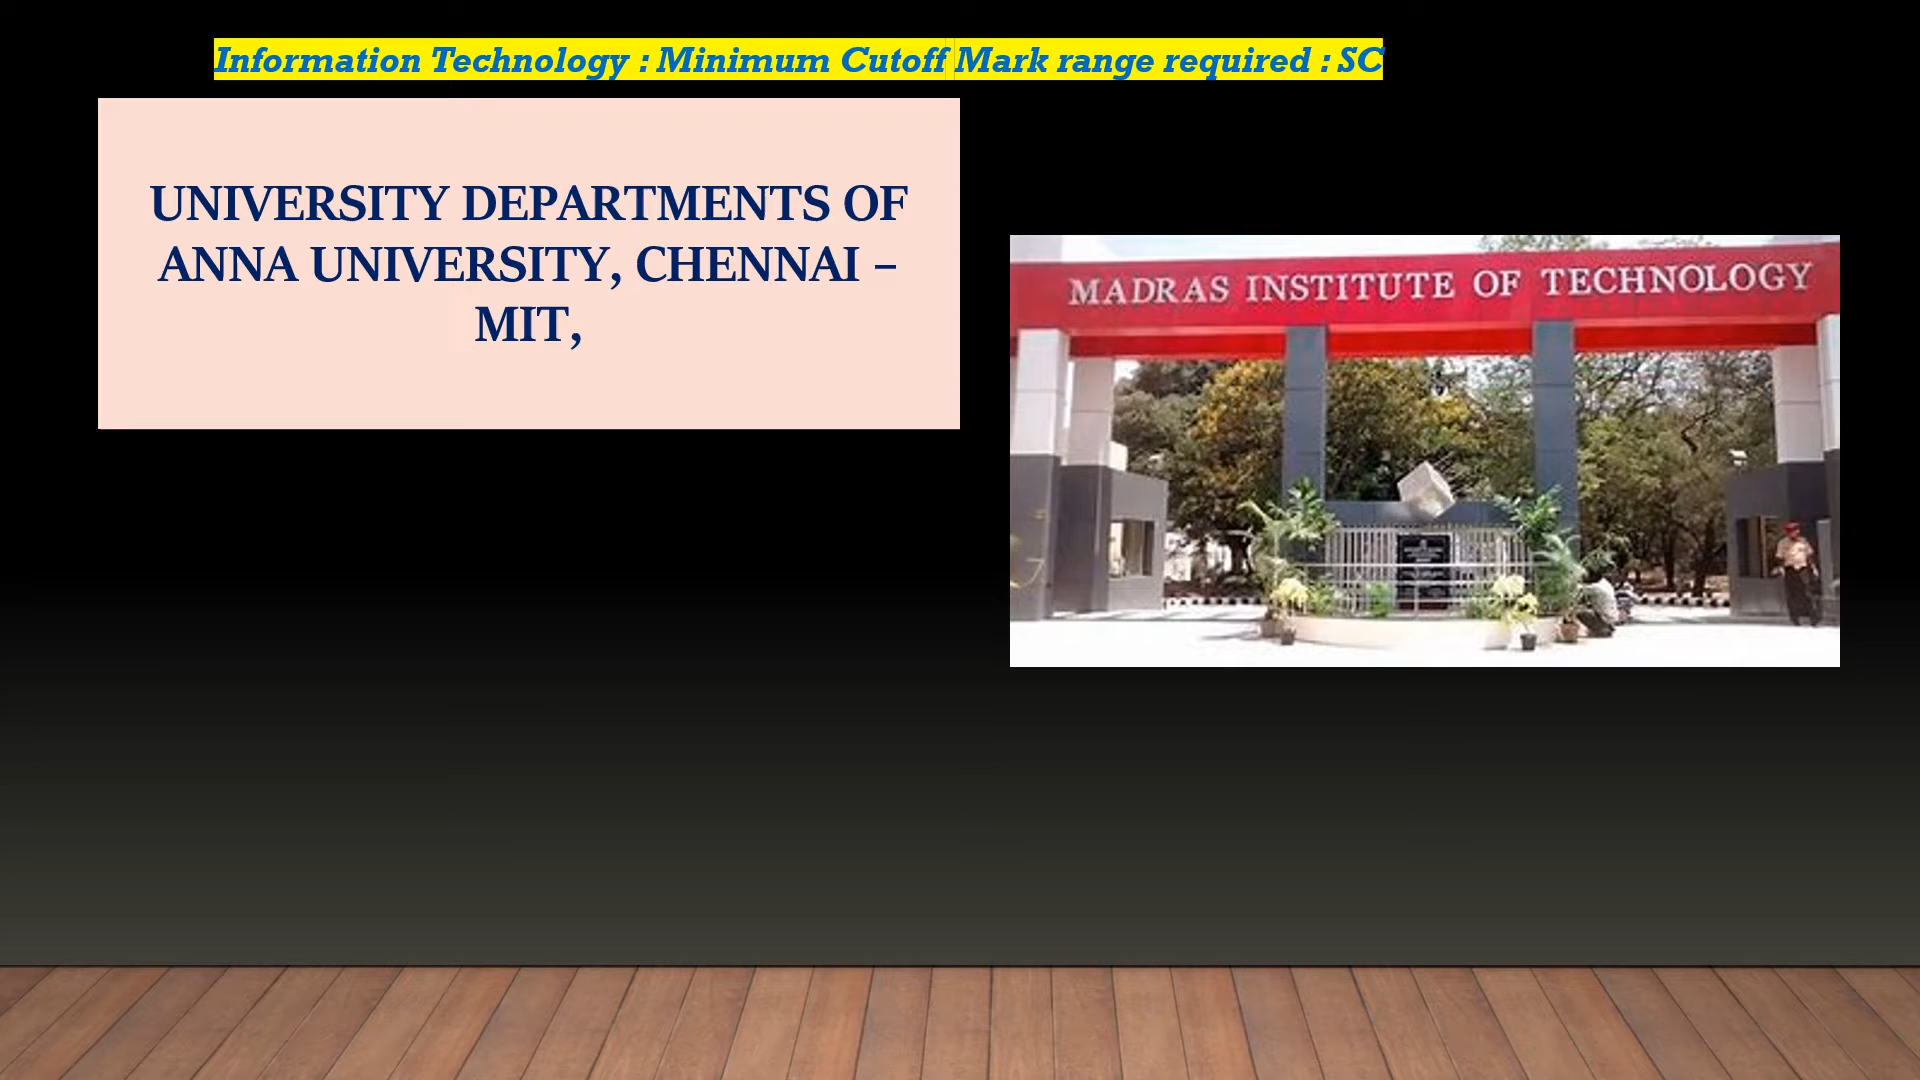 Information Technology : Minimum Cutoff Mark range required : SC
UNIVERSITY DEPARTMENTS OF
ANNA UNIVERSITY, CHENNAI –
MIT,
MADRAS INSTITUTE OF TECHNOLOGY